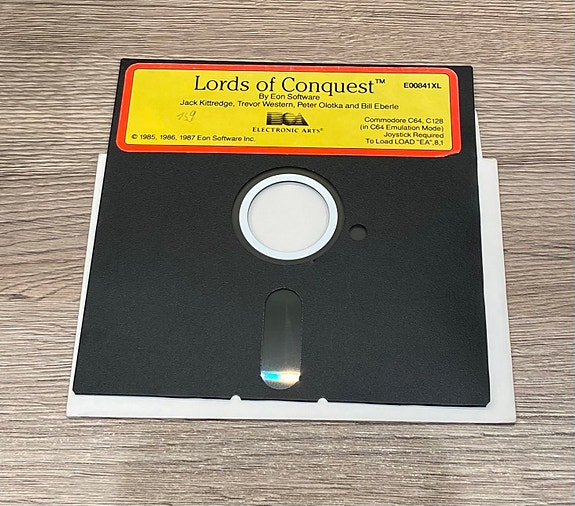 Lords of Conquest™
E00841XL
By Eon Software
Jack Kittredge, Trevor Western, Peter Olotka and Bill Eberle
139
ECA
ELECTRONIC ARTS®
Commodore C64, C128
(in C64 Emulation Mode)
Joystick Required
To Load LOAD "EA",8,1
© 1985, 1986, 1987 Eon Software Inc.